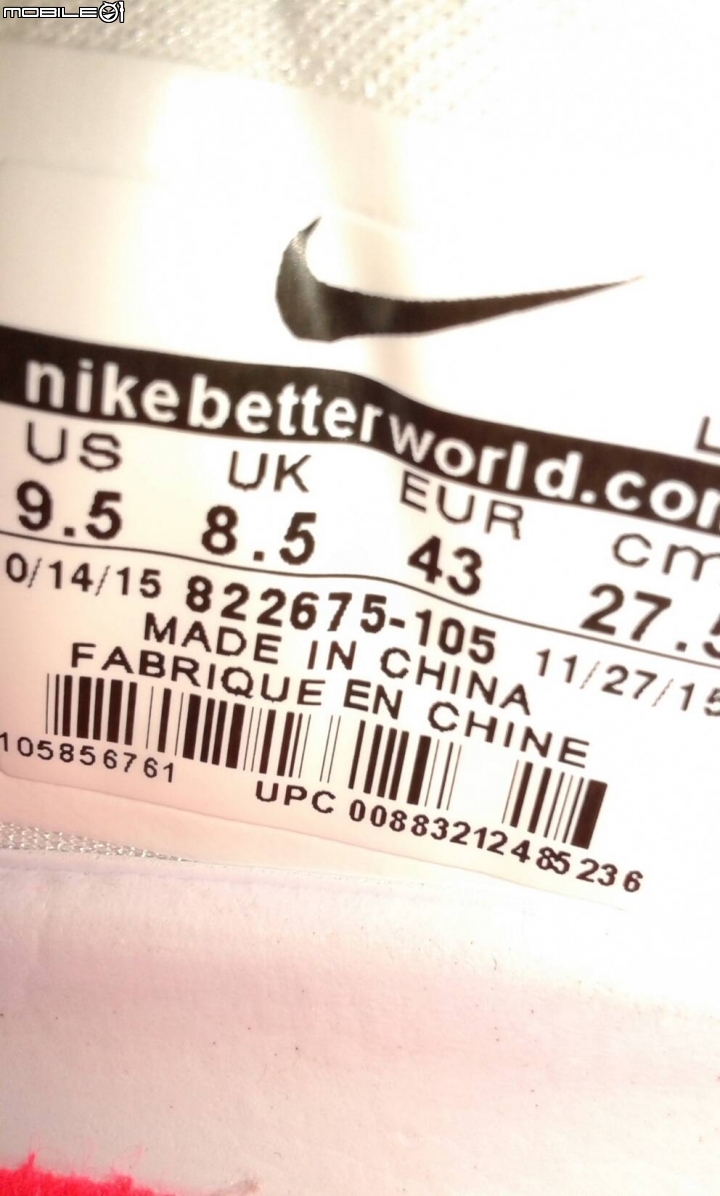 MOBILE01
nikebetterworld.co
L
US UK EUR cm
9.5 8.5 43 27.5
0/14/15 822675-105 11/27/15
MADE IN CHINA
FABRIQUE EN CHINE
105856761
UPC 00883212485236